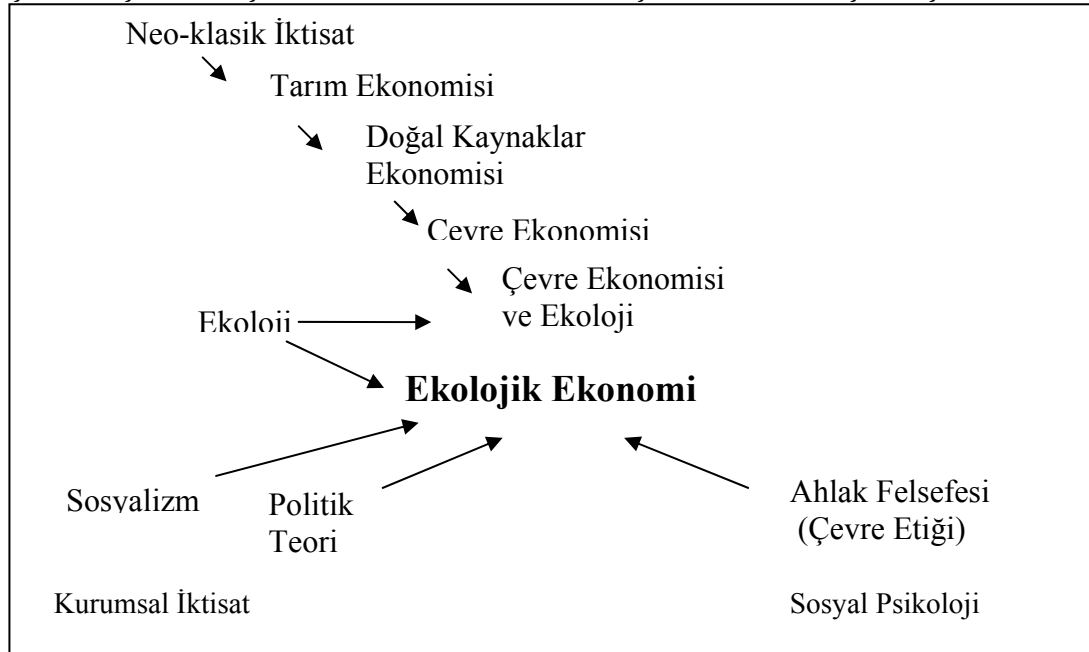 Neo-klasik İktisat
Tarım Ekonomisi
Doğal Kaynaklar
Ekonomisi
Çevre Ekonomisi
Çevre Ekonomisi
ve Ekoloji
Ekoloji
Ekolojik Ekonomi
Sosyalizm
Politik
Teori
Ahlak Felsefesi
(Çevre Etiği)
Kurumsal İktisat
Sosyal Psikoloji